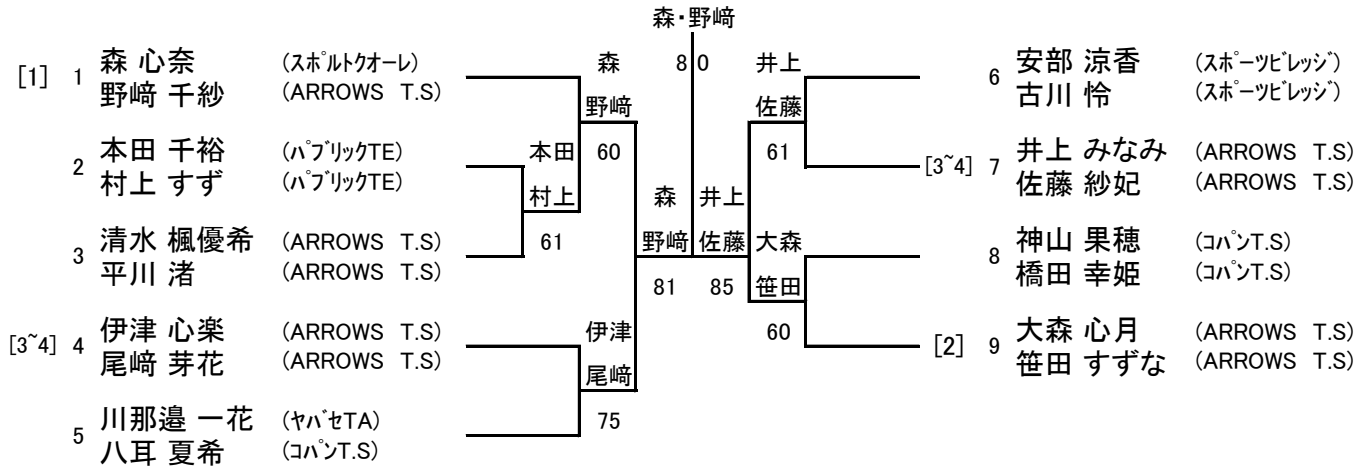 森・野﨑
[1] 1 森 心奈 (スポルトクオーレ)
野﨑 千紗 (ARROWS T.S)
2 本田 千裕 (パブリックTE)
村上 すず (パブリックTE)
3 清水 楓優希 (ARROWS T.S)
平川 渚 (ARROWS T.S)
[3~4] 4 伊津 心楽 (ARROWS T.S)
尾﨑 芽花 (ARROWS T.S)
5 川那邉 一花 (ヤバセTA)
八耳 夏希 (コパンT.S)
森
野﨑
60
本田
村上
61
伊津
尾﨑
75
森
野﨑
81
8 0
井上
佐藤
85
井上
佐藤
61
大森
笹田
60
6 安部 涼香 (スポーツビレッジ)
古川 怜 (スポーツビレッジ)
[3~4] 7 井上 みなみ (ARROWS T.S)
佐藤 紗妃 (ARROWS T.S)
8 神山 果穂 (コパンT.S)
橋田 幸姫 (コパンT.S)
[2] 9 大森 心月 (ARROWS T.S)
笹田 すずな (ARROWS T.S)